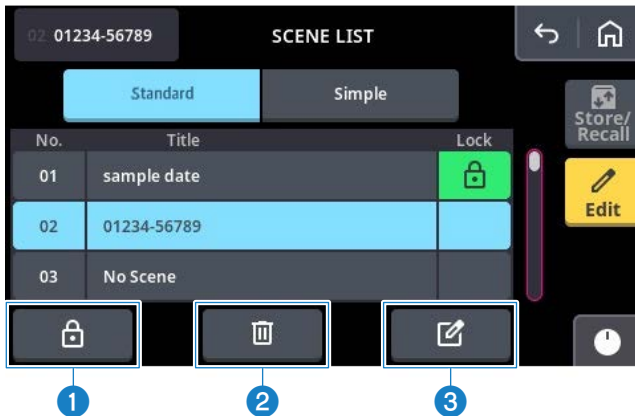 02 01234-56789 SCENE LIST
Standard Simple
Store/
Recall
No. Title Lock
01 sample date
Edit
02 01234-56789
03 No Scene
1 2 3